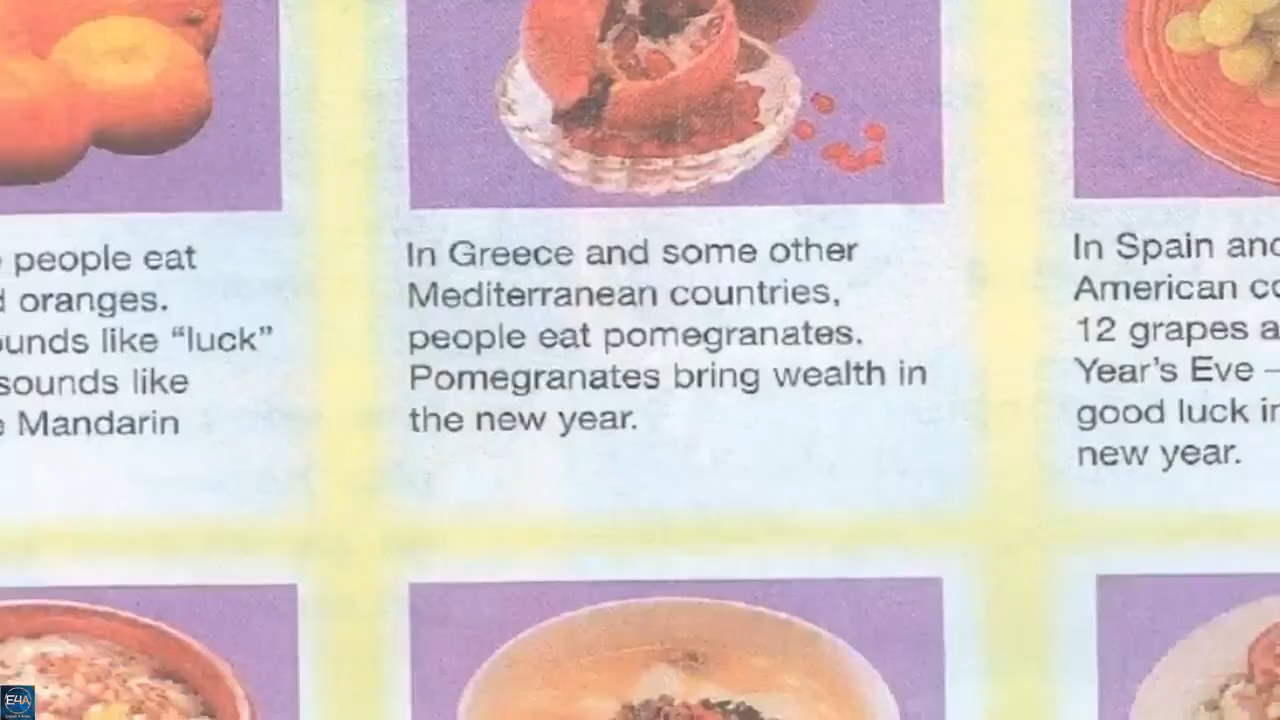 people eat
oranges.
like “luck”
sounds like
Mandarin
In Greece and some other
Mediterranean countries,
people eat pomegranates.
Pomegranates bring wealth in
the new year.
In Spain and
American
12 grapes
Year's Eve –
good luck in
new year.
E4A